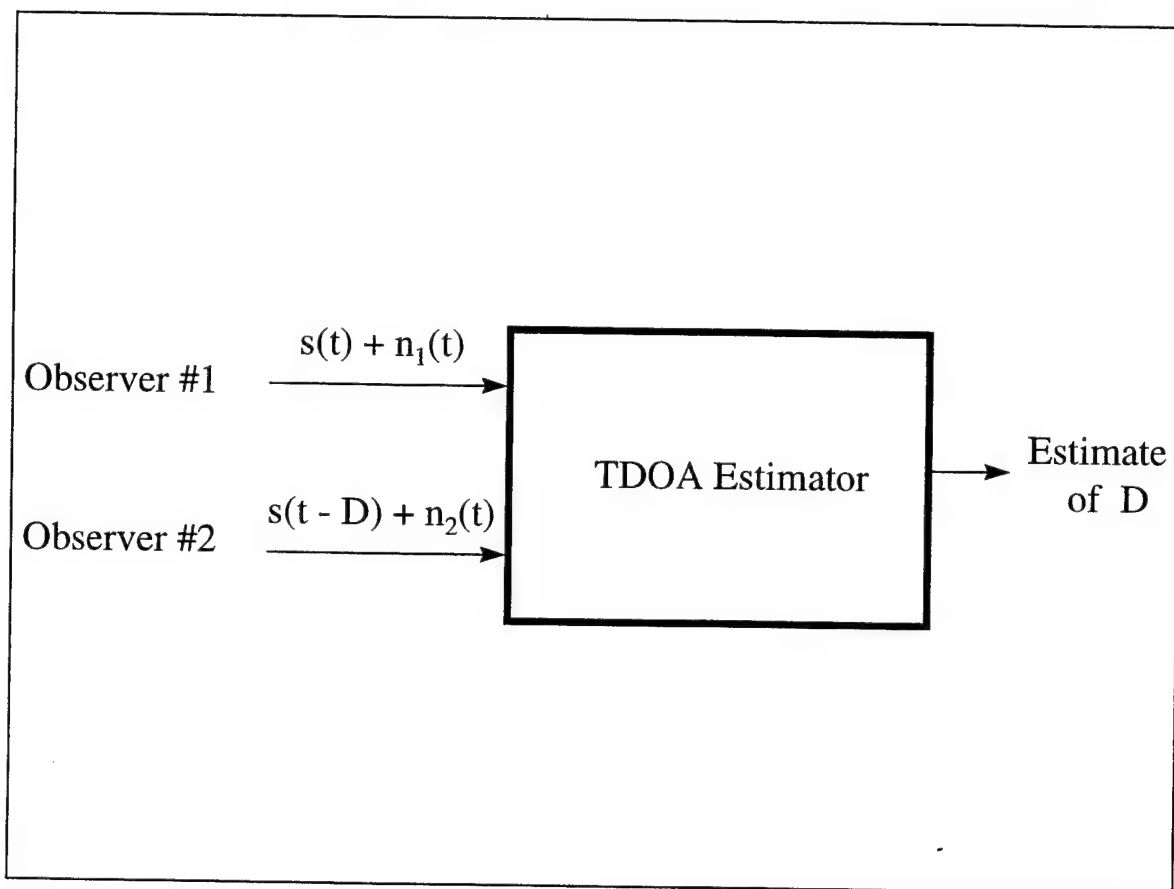 Observer #1
s(t) + n₁(t)
Observer #2
s(t - D) + n₂(t)
TDOA Estimator
Estimate
of D